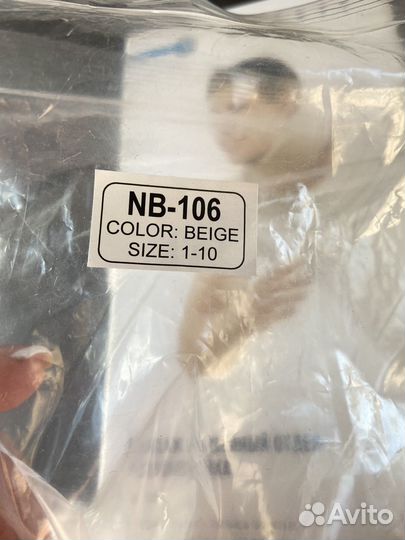 NB-106
COLOR: BEIGE
SIZE: 1-10
Avito